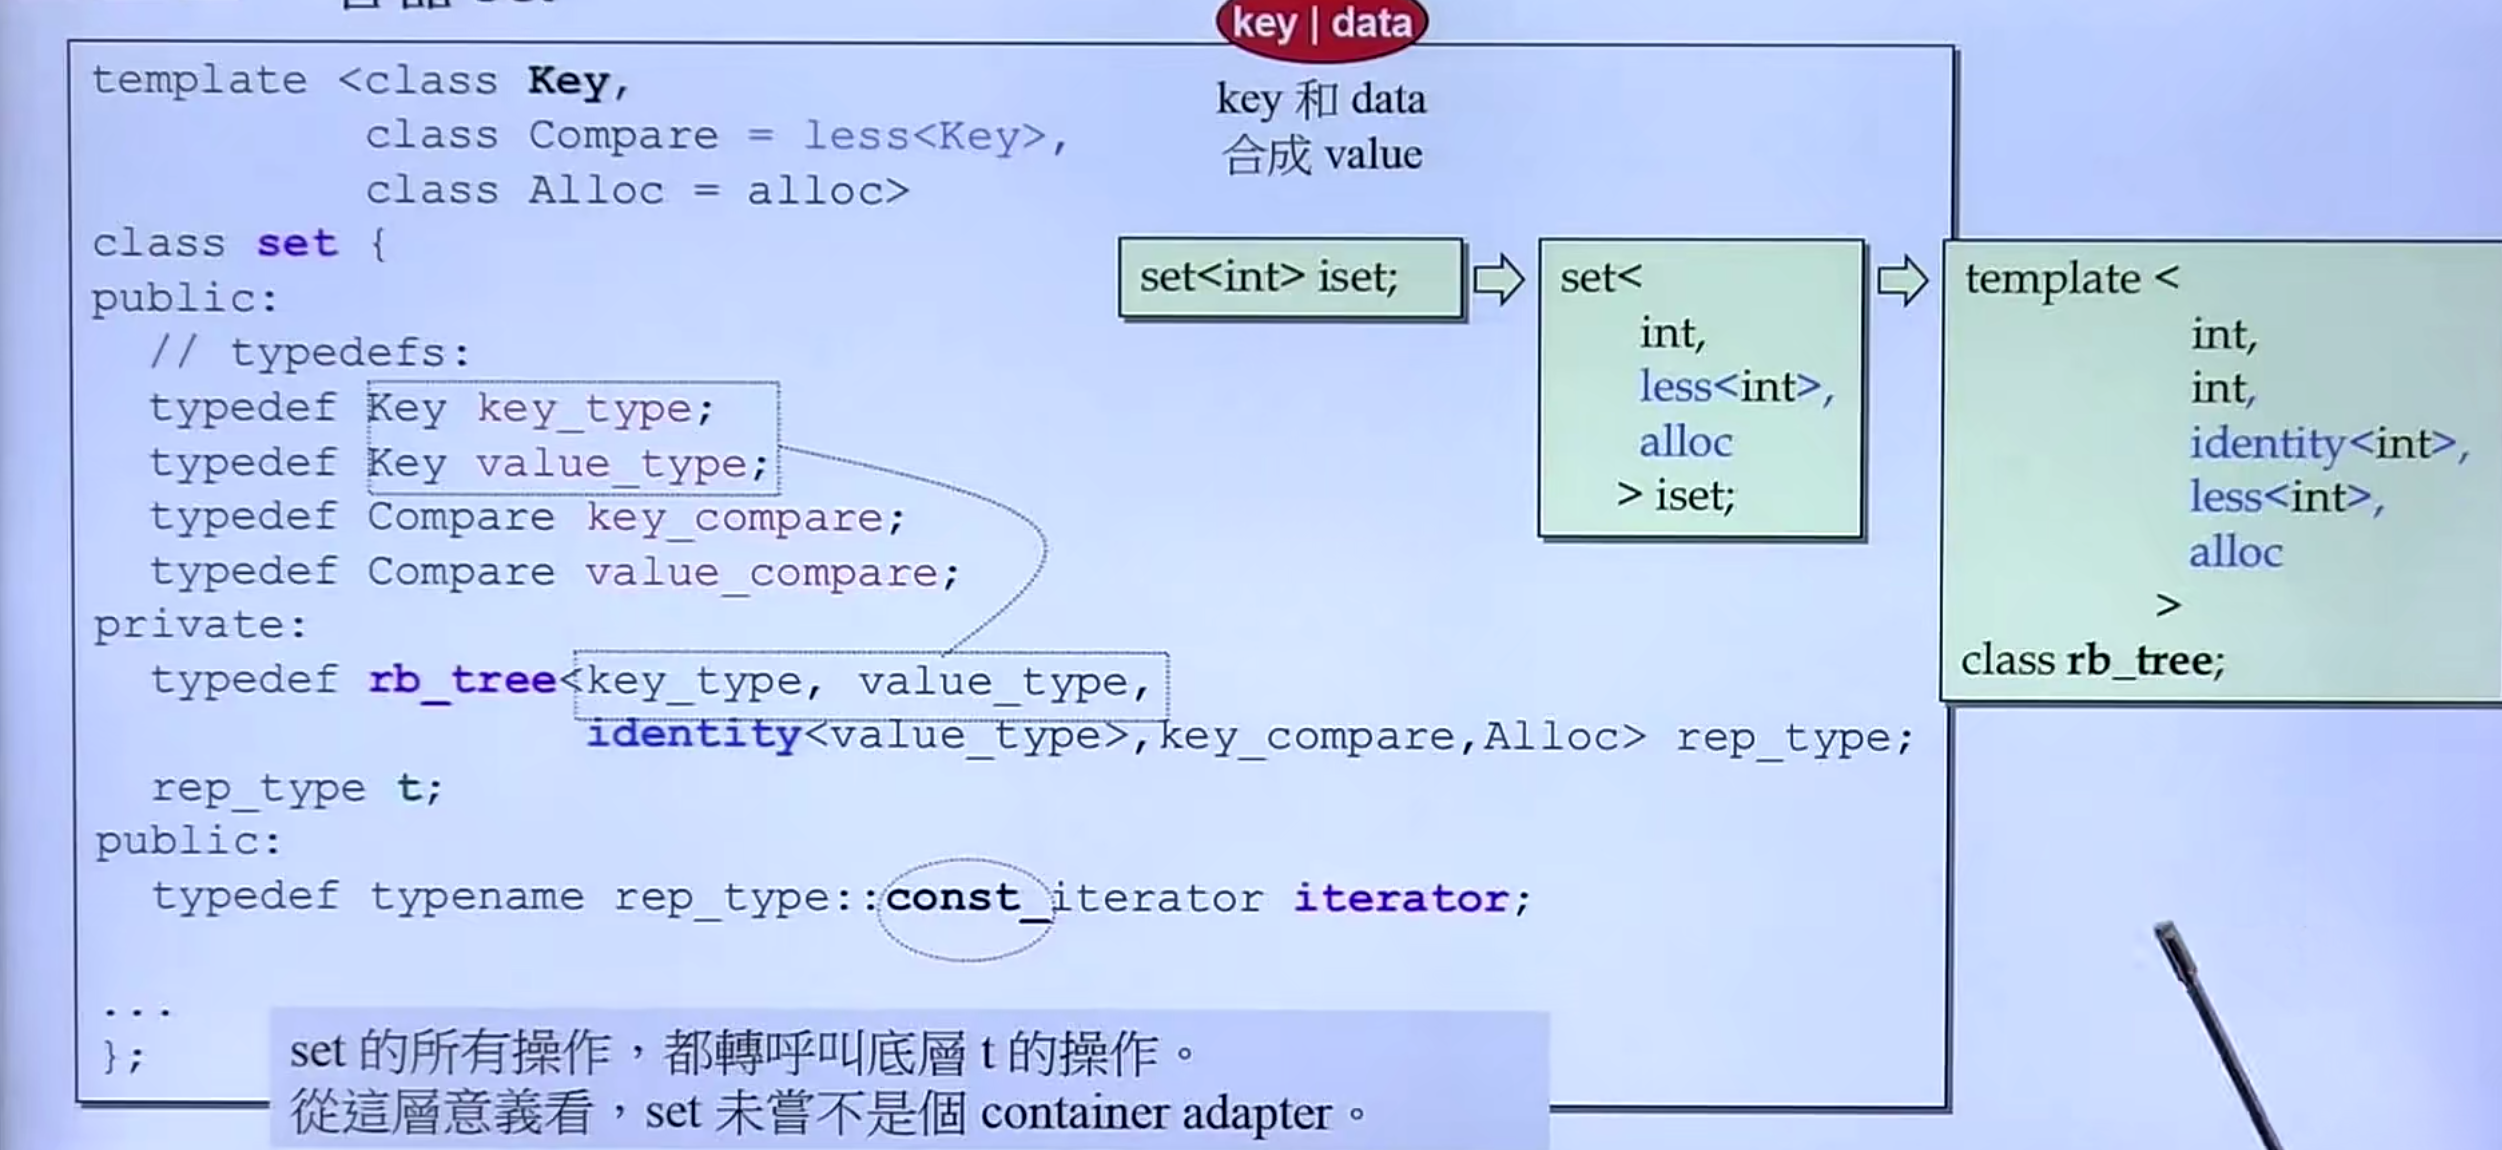 key | data
template <class Key,
class Compare = less<Key>,
class Alloc = alloc>
class set {
public:
// typedefs:
typedef Key key_type;
typedef Key value_type;
typedef Compare key_compare;
typedef Compare value_compare;
private:
typedef rb_tree<key_type, value_type,
identity<value_type>,key_compare,Alloc> rep_type;
rep_type t;
public:
typedef typename rep_type::const_iterator iterator;
...
};
key 和 data
合成 value
set<int> iset;
set<
int,
less<int>,
alloc
> iset;
template <
int,
int,
identity<int>,
less<int>,
alloc
>
class rb_tree;
set 的所有操作，都轉呼叫底層 t 的操作。
從這層意義看，set 未嘗不是個 container adapter。